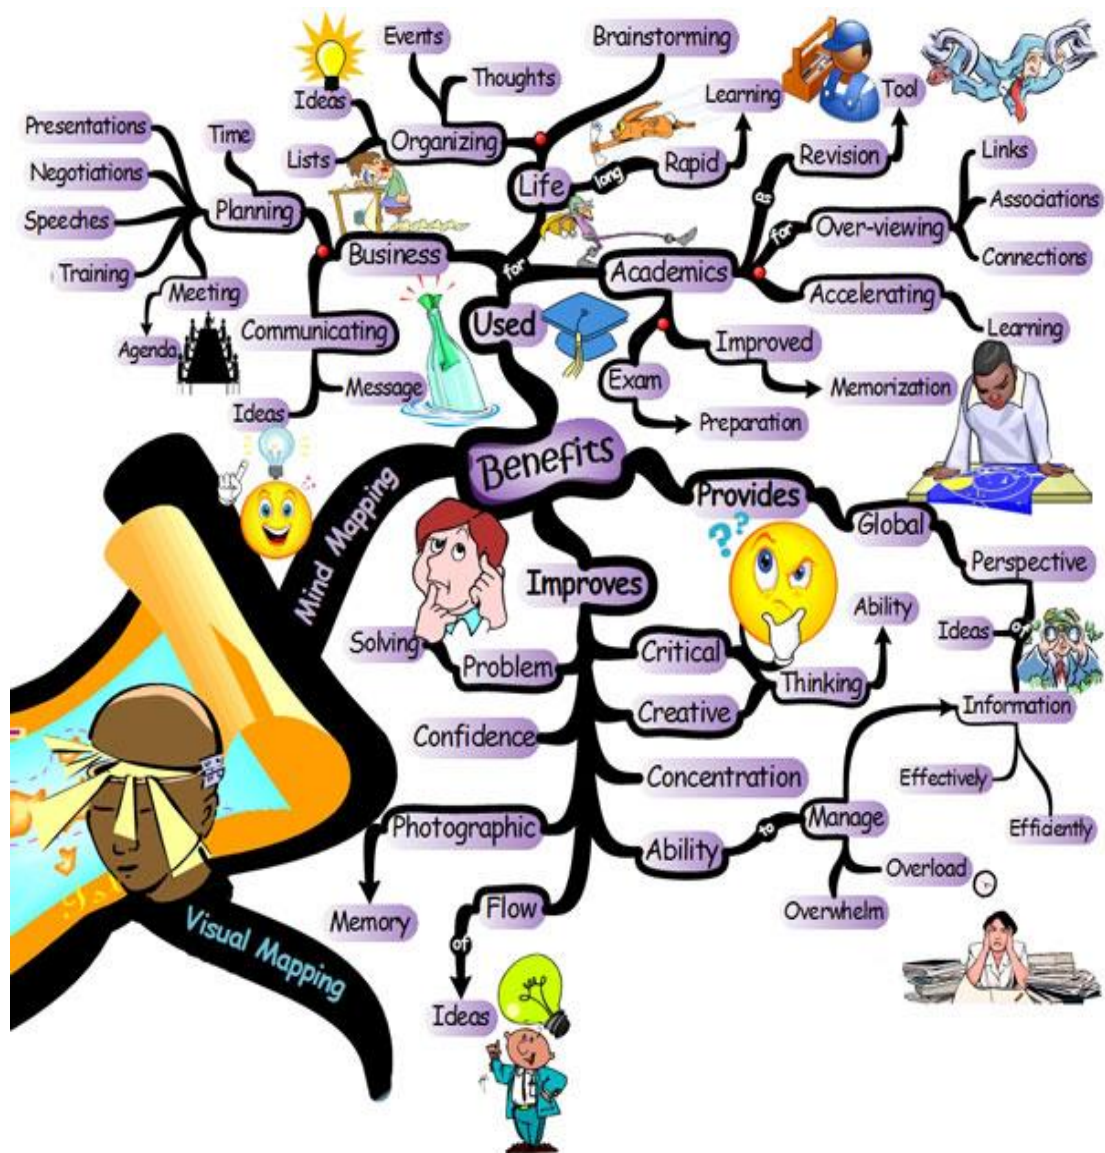 Events
Brainstorming
Thoughts
Ideas
Learning
Tool
Presentations
Time
Organizing
Lists
Links
Revision
Negotiations
Life
long
Rapid
as
Associations
Speeches
Planning
for
Over-viewing
Business
Connections
Training
for
Academics
Meeting
Accelerating
Communicating
Used
Learning
Agenda
Improved
Message
Exam
Memorization
Ideas
Preparation
Benefits
Mind Mapping
Provides
Global
Perspective
Improves
Ability
Solving
Critical
Ideas
Problem
Thinking
Creative
Information
Confidence
Concentration
Effectively
Photographic
Ability
to
Manage
Efficiently
Overload
Memory
Flow
Overwhelm
Visual Mapping
of
Ideas